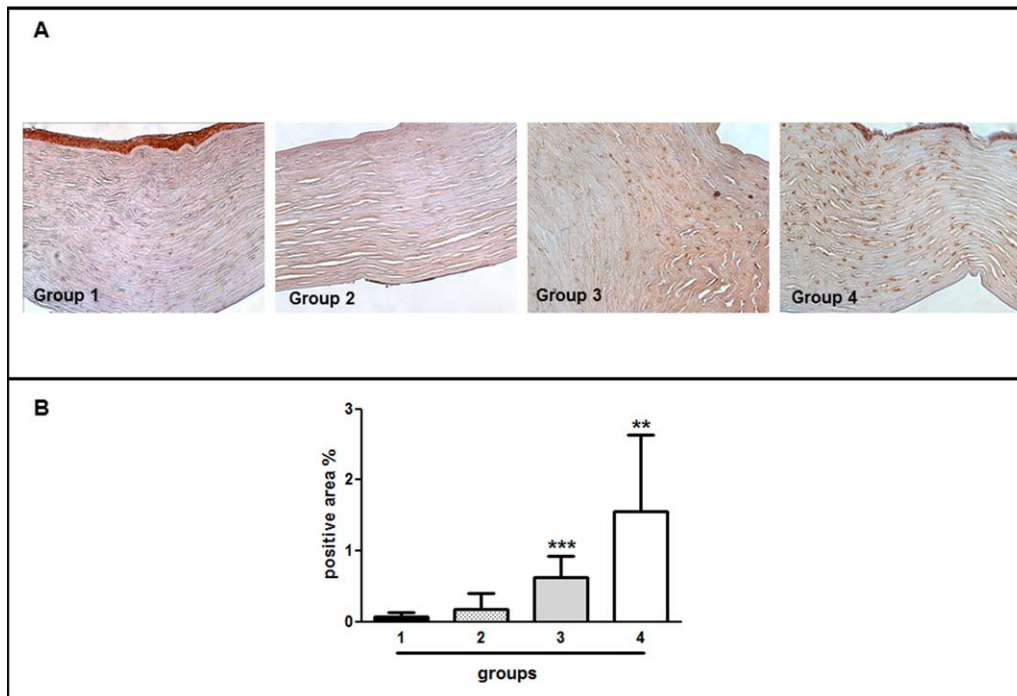 A
Group 1
Group 2
Group 3
Group 4
B
positive area %
3
2
1
0
***
**
1 2 3 4
groups